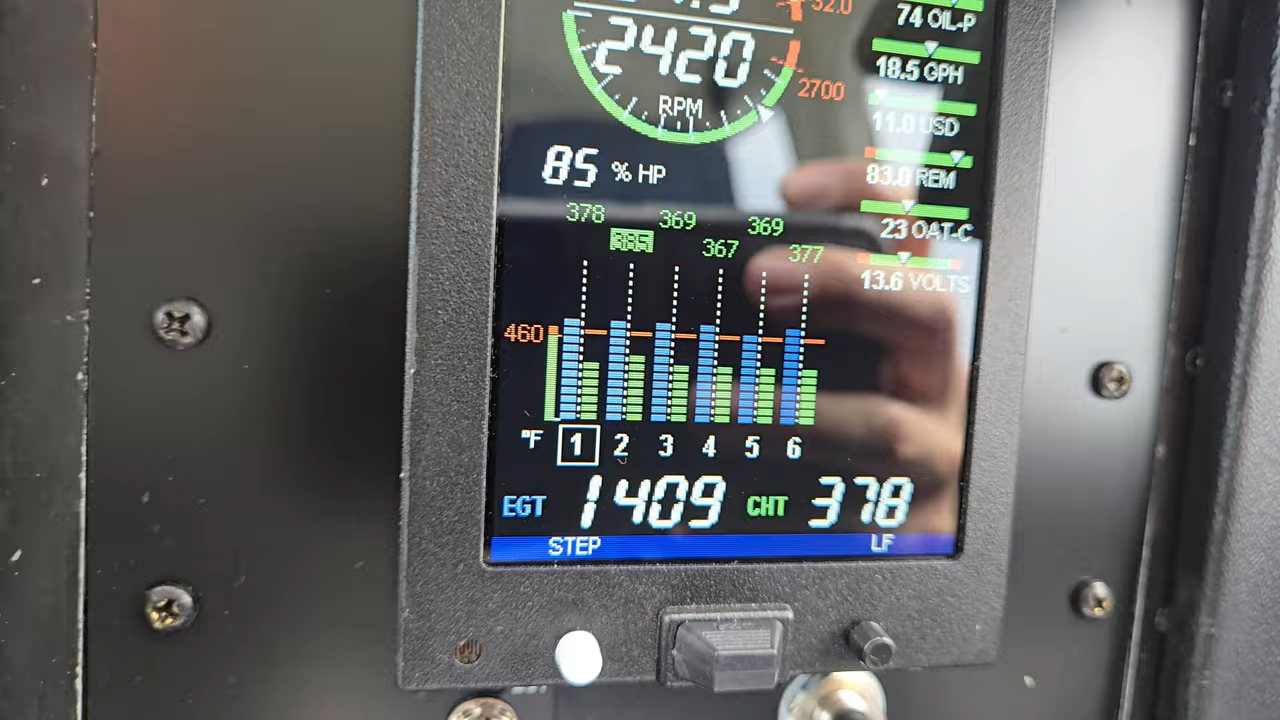 32.0
74 OIL-P
2420
18.5 GPH
2700
RPM
11.0 USD
85 % HP
83.0 REM
378 385 369 367 369 377
23 OAT-C
13.6 VOLTS
460
°F 1 2 3 4 5 6
EGT 1409 CHT 378
STEP LF